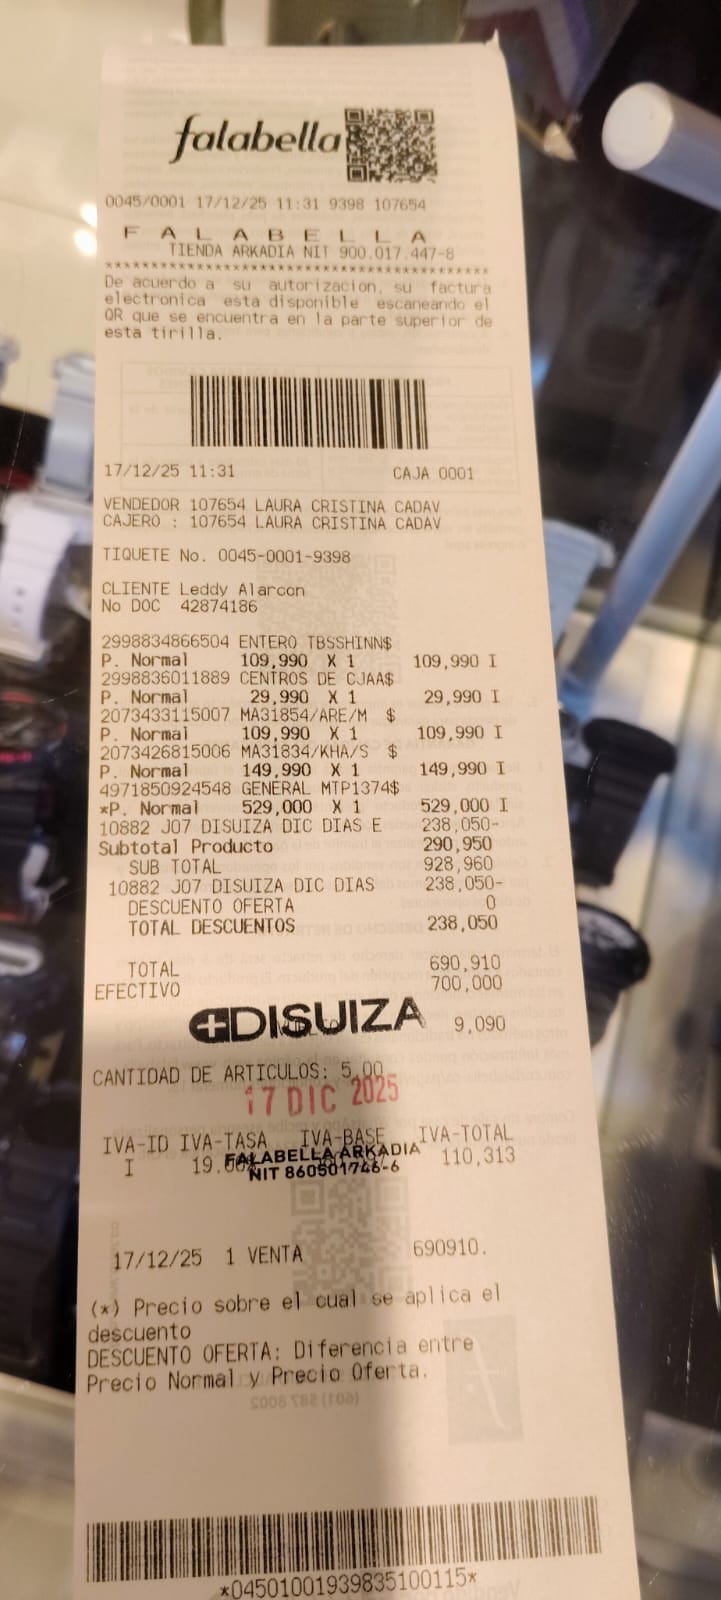 falabella
0045/0001 17/12/25 11:31 9398 107654
F A L A B E L L A
TIENDA ARKADIA NIT 900.017.447-8
****************************************************
De acuerdo a su autorizacion, su factura
electronica esta disponible escaneando el
QR que se encuentra en la parte superior de
esta tirilla.
17/12/25 11:31 CAJA 0001
VENDEDOR 107654 LAURA CRISTINA CADAV
CAJERO : 107654 LAURA CRISTINA CADAV
TIQUETE No. 0045-0001-9398
CLIENTE Leddy Alarcon
No DOC 42874186
2998834866504 ENTERO TBSSHINN$
P. Normal 109,990 X 1 109,990 I
2998836011889 CENTROS DE CJAA$
P. Normal 29,990 X 1 29,990 I
2073433115007 MA31854/ARE/M $
P. Normal 109,990 X 1 109,990 I
2073426815006 MA31834/KHA/S $
P. Normal 149,990 X 1 149,990 I
4971850924548 GENERAL MTP1374$
*P. Normal 529,000 X 1 529,000 I
10882 J07 DISUIZA DIC DIAS E 238,050-
Subtotal Producto 290,950
SUB TOTAL 928,960
10882 J07 DISUIZA DIC DIAS 238,050-
DESCUENTO OFERTA 0
TOTAL DESCUENTOS 238,050
TOTAL 690,910
EFECTIVO 700,000
DISUIZA 9,090
CANTIDAD DE ARTICULOS: 5.00
17 DIC 2025
IVA-ID IVA-TASA IVA-BASE IVA-TOTAL
I 19.00% 110,313
FALABELLA ARKADIA
NIT 860501746-6
17/12/25 1 VENTA 690910.
(*) Precio sobre el cual se aplica el
descuento
DESCUENTO OFERTA: Diferencia entre
Precio Normal y Precio Oferta.
*04501001939835100115*